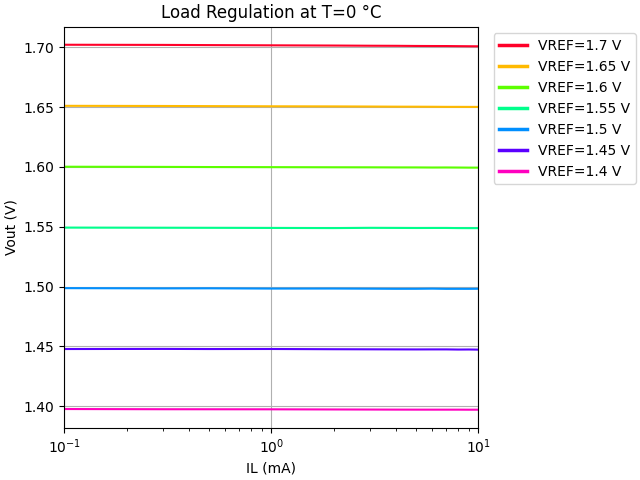 Load Regulation at T=0 °C
Vout (V)
1.70
1.65
1.60
1.55
1.50
1.45
1.40
10⁻¹
10⁰
10¹
IL (mA)
VREF=1.7 V
VREF=1.65 V
VREF=1.6 V
VREF=1.55 V
VREF=1.5 V
VREF=1.45 V
VREF=1.4 V